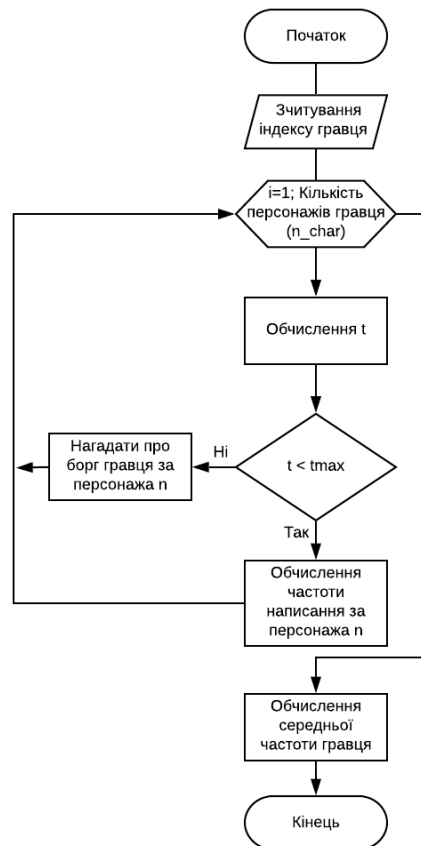 Початок
Зчитування
індексу гравця
i=1; Кількість
персонажів гравця
(n_char)
Обчислення t
t < tmax
Ні
Нагадати про
борг гравця за
персонажа n
Так
Обчислення
частоти
написання за
персонажа n
Обчислення
середньої
частоти гравця
Кінець